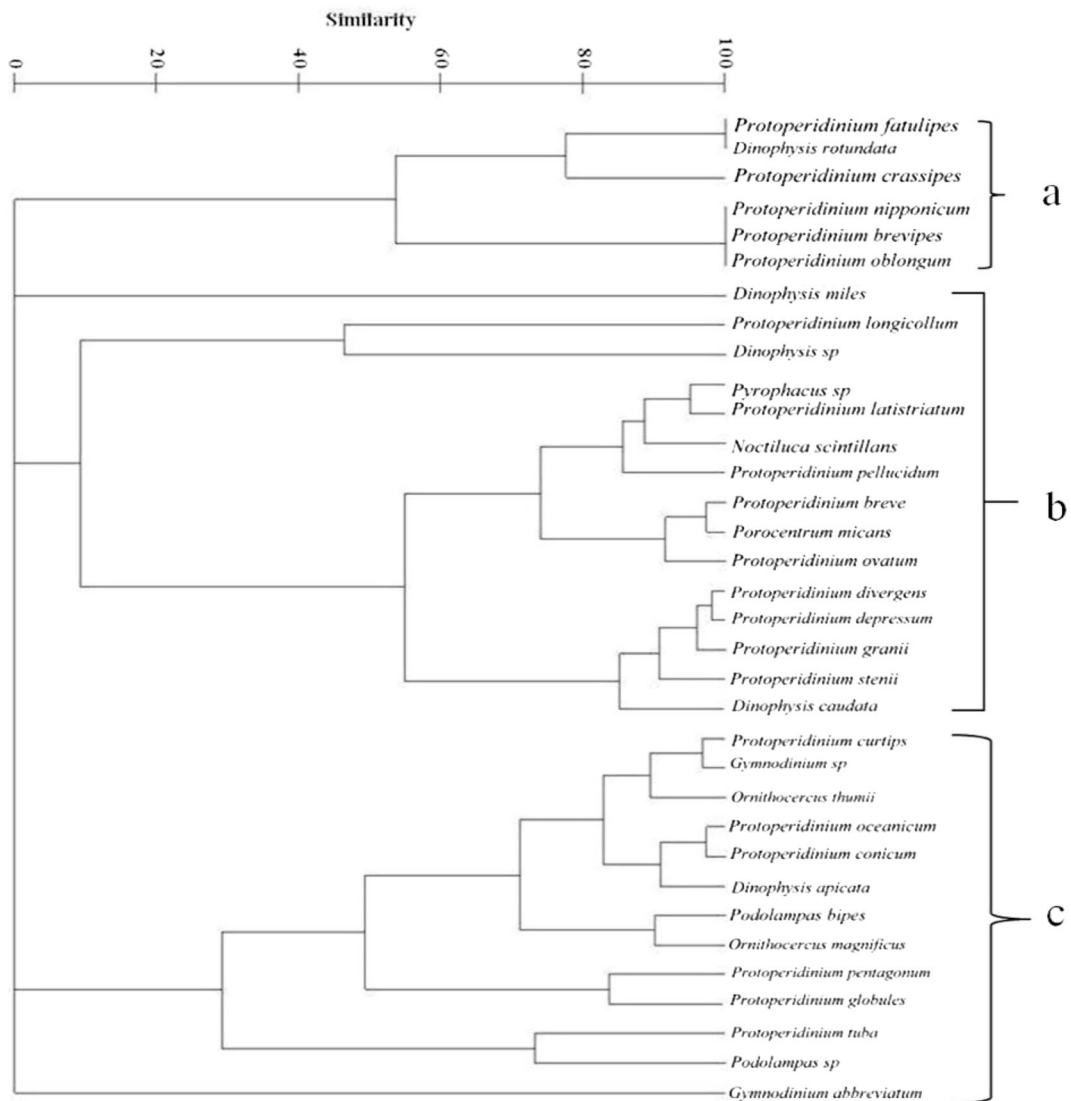 Similarity
0 20 40 60 80 100
Protoperidinium fatulipes
Dinophysis rotundata
Protoperidinium crassipes
Protoperidinium nipponicum
Protoperidinium brevipes
Protoperidinium oblongum
a
Dinophysis miles
Protoperidinium longicollum
Dinophysis sp
Pyrophacus sp
Protoperidinium latistriatum
Noctiluca scintillans
Protoperidinium pellucidum
Protoperidinium breve
Porocentrum micans
Protoperidinium ovatum
Protoperidinium divergens
Protoperidinium depressum
Protoperidinium granii
Protoperidinium stenii
Dinophysis caudata
b
Protoperidinium curtips
Gymnodinium sp
Ornithocercus thumii
Protoperidinium oceanicum
Protoperidinium conicum
Dinophysis apicata
Podolampas bipes
Ornithocercus magnificus
Protoperidinium pentagonum
Protoperidinium globules
Protoperidinium tuba
Podolampas sp
Gymnodinium abbreviatum
c